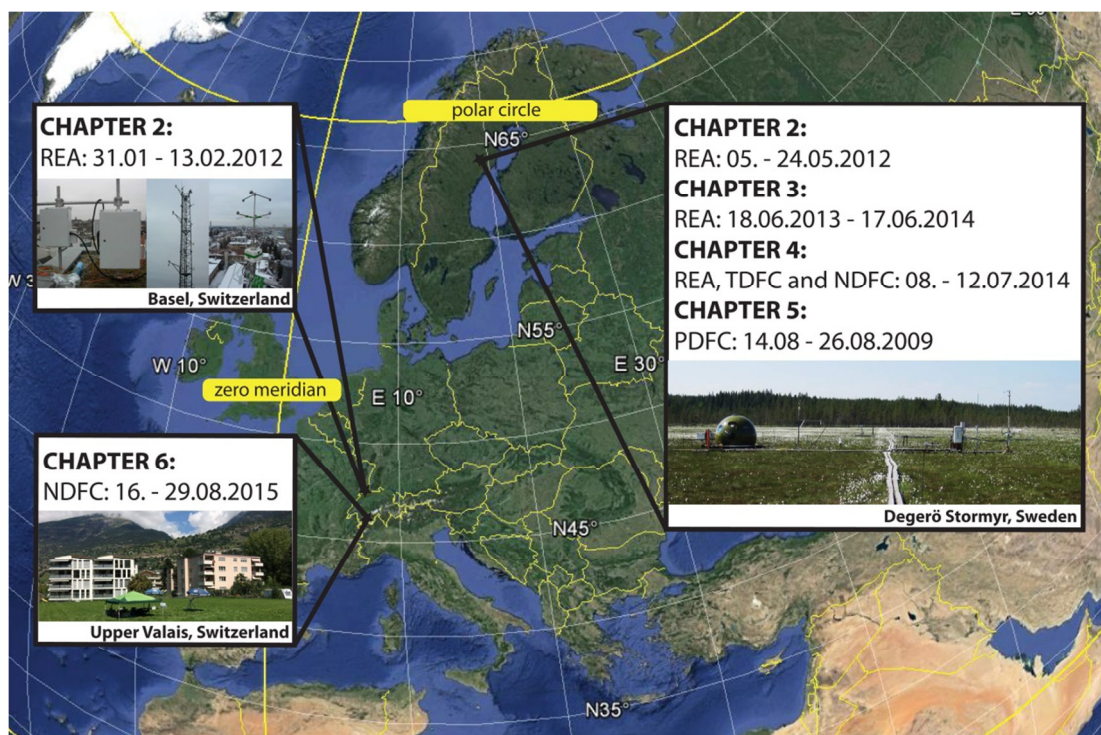 polar circle
N65°
CHAPTER 2:
REA: 31.01 - 13.02.2012
Basel, Switzerland
CHAPTER 2:
REA: 05. - 24.05.2012
CHAPTER 3:
REA: 18.06.2013 - 17.06.2014
CHAPTER 4:
REA, TDFC and NDFC: 08. - 12.07.2014
CHAPTER 5:
PDFC: 14.08 - 26.08.2009
Degerö Stormyr, Sweden
N55°
W 10°
E 30°
zero meridian
E 10°
CHAPTER 6:
NDFC: 16. - 29.08.2015
Upper Valais, Switzerland
N45°
N35°